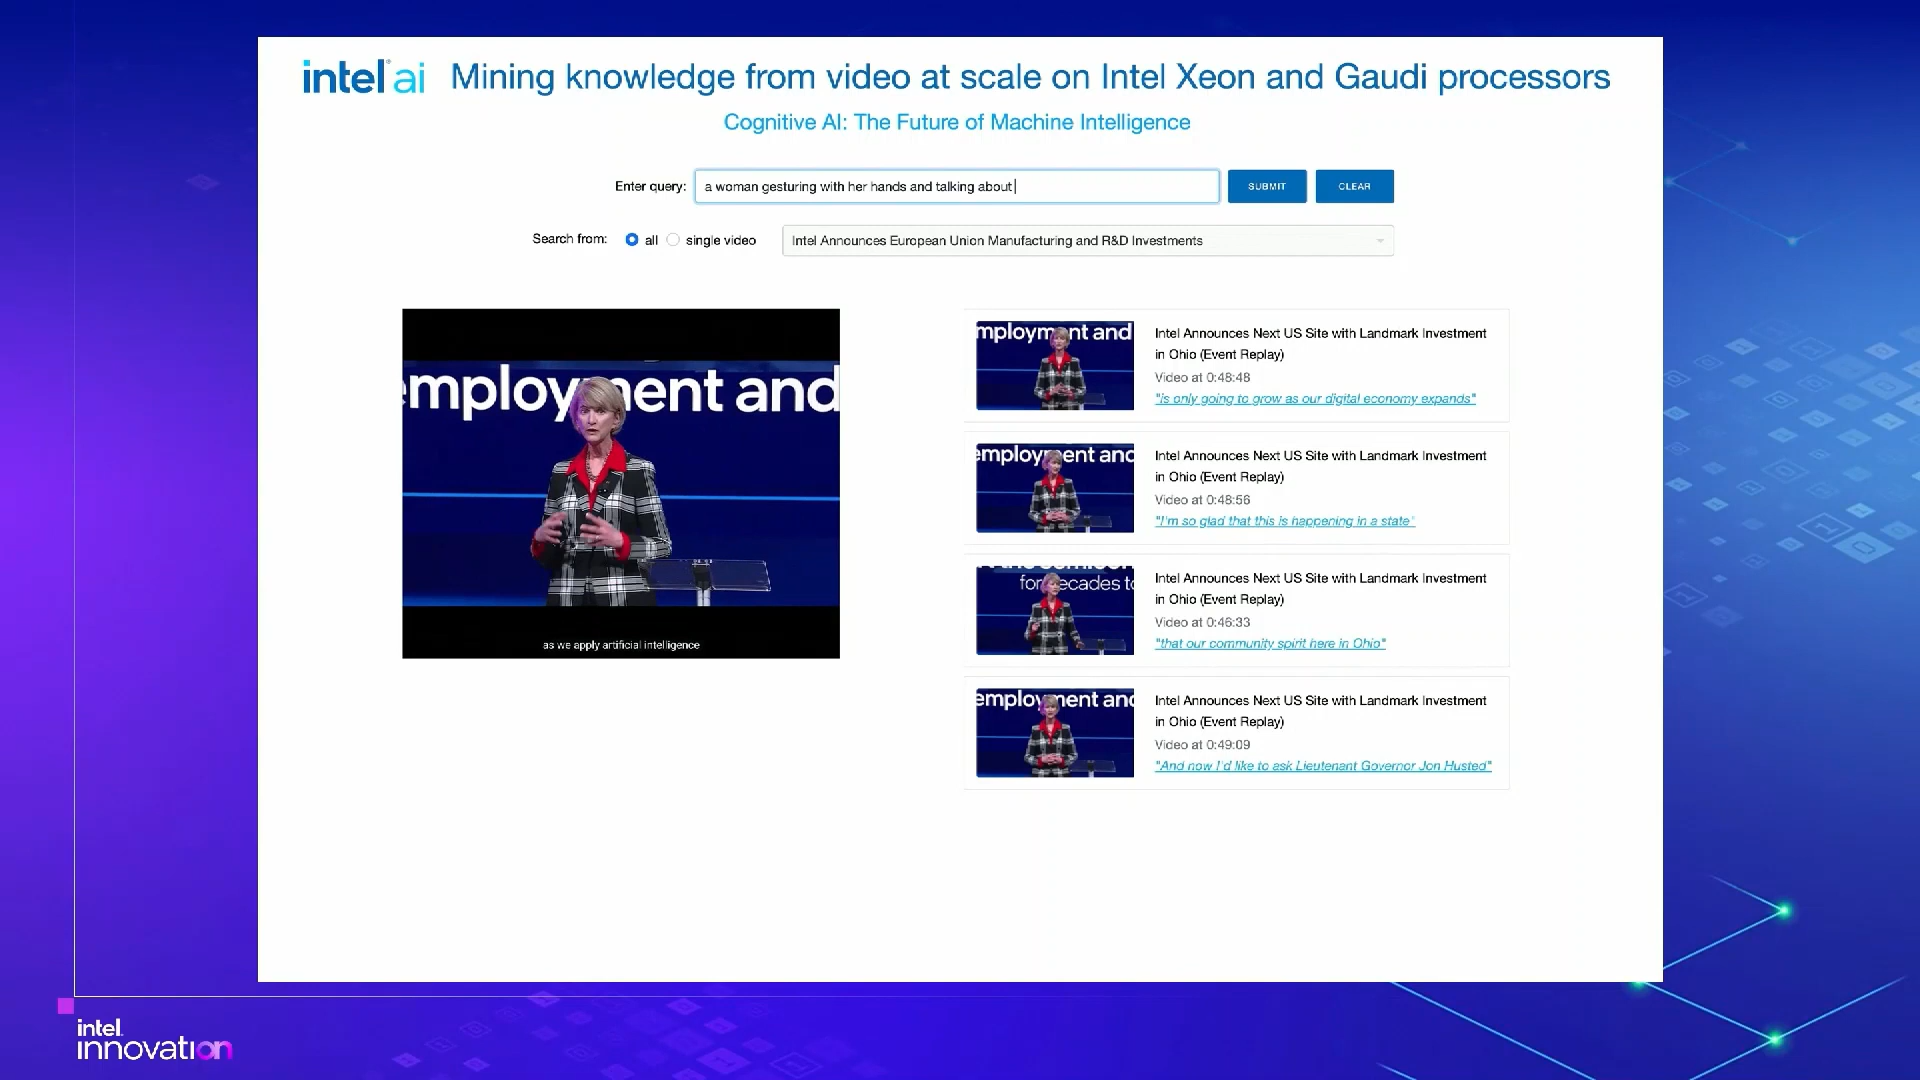 intel ai Mining knowledge from video at scale on Intel Xeon and Gaudi processors
Cognitive AI: The Future of Machine Intelligence
Enter query: a woman gesturing with her hands and talking about SUBMIT CLEAR
Search from: all single video Intel Announces European Union Manufacturing and R&D Investments
employment and
as we apply artificial intelligence
mployment and
Intel Announces Next US Site with Landmark Investment
in Ohio (Event Replay)
Video at 0:48:48
"is only going to grow as our digital economy expands"
employment and
Intel Announces Next US Site with Landmark Investment
in Ohio (Event Replay)
Video at 0:48:56
"I'm so glad that this is happening in a state"
for decades to
Intel Announces Next US Site with Landmark Investment
in Ohio (Event Replay)
Video at 0:46:33
"that our community spirit here in Ohio"
employment and
Intel Announces Next US Site with Landmark Investment
in Ohio (Event Replay)
Video at 0:49:09
"And now I'd like to ask Lieutenant Governor Jon Husted"
intel.
innovation